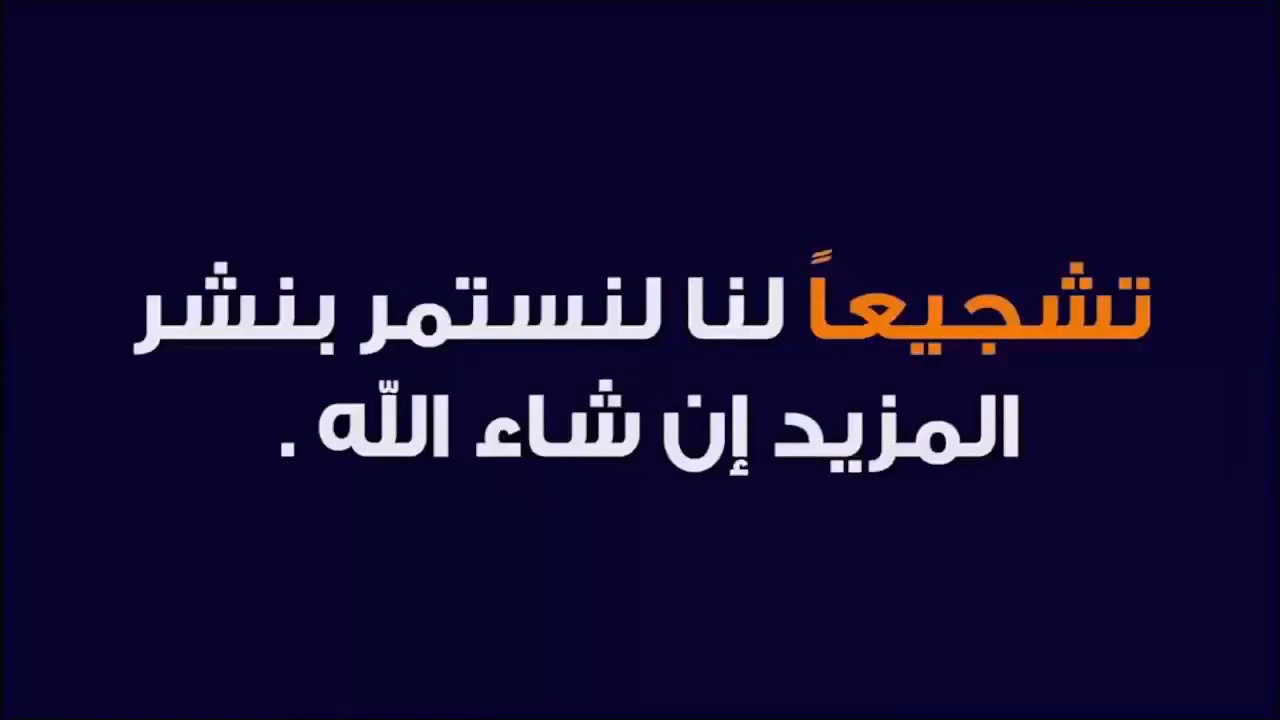 تشجيعاً لنا لنستمر بنشر
المزيد إن شاء اللّه .